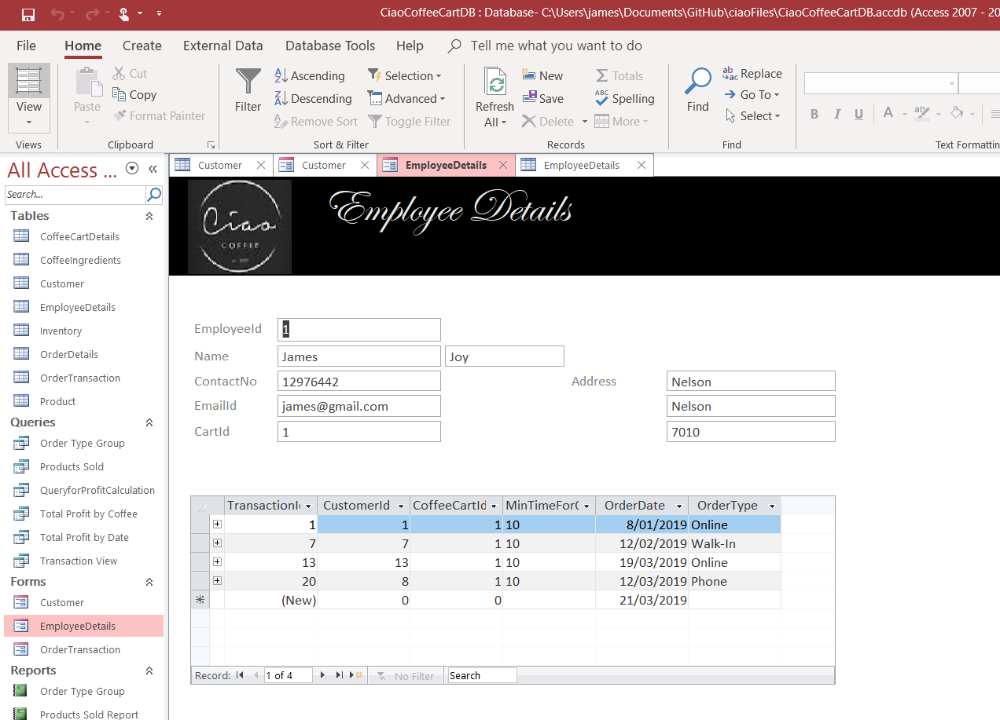 CiaoCoffeeCartDB : Database- C:\Users\james\Documents\GitHub\ciaoFiles\CiaoCoffeeCartDB.accdb (Access 2007 - 20
File Home Create External Data Database Tools Help Tell me what you want to do
View
Views
Paste
Cut
Copy
Format Painter
Clipboard
Filter
Ascending
Descending
Remove Sort
Selection
Advanced
Toggle Filter
Sort & Filter
Refresh
All
New
Save
Delete
Totals
Spelling
More
Records
Find
Replace
Go To
Select
Find
B I U A
Text Formattin
All Access ...
Search...
Tables
CoffeeCartDetails
CoffeeIngredients
Customer
EmployeeDetails
Inventory
OrderDetails
OrderTransaction
Product
Queries
Order Type Group
Products Sold
QueryforProfitCalculation
Total Profit by Coffee
Total Profit by Date
Transaction View
Forms
Customer
EmployeeDetails
OrderTransaction
Reports
Order Type Group
Products Sold Report
Customer Customer EmployeeDetails EmployeeDetails
Ciao
COFFEE
Employee Details
EmployeeId 1
Name James Joy
ContactNo 12976442 Address Nelson
EmailId james@gmail.com Nelson
CartId 1 7010
TransactionI CustomerId CoffeeCartId MinTimeForO OrderDate OrderType
1 1 1 10 8/01/2019 Online
7 7 1 10 12/02/2019 Walk-In
13 13 1 10 19/03/2019 Online
20 8 1 10 12/03/2019 Phone
(New) 0 0 21/03/2019
Record: 1 of 4 No Filter Search